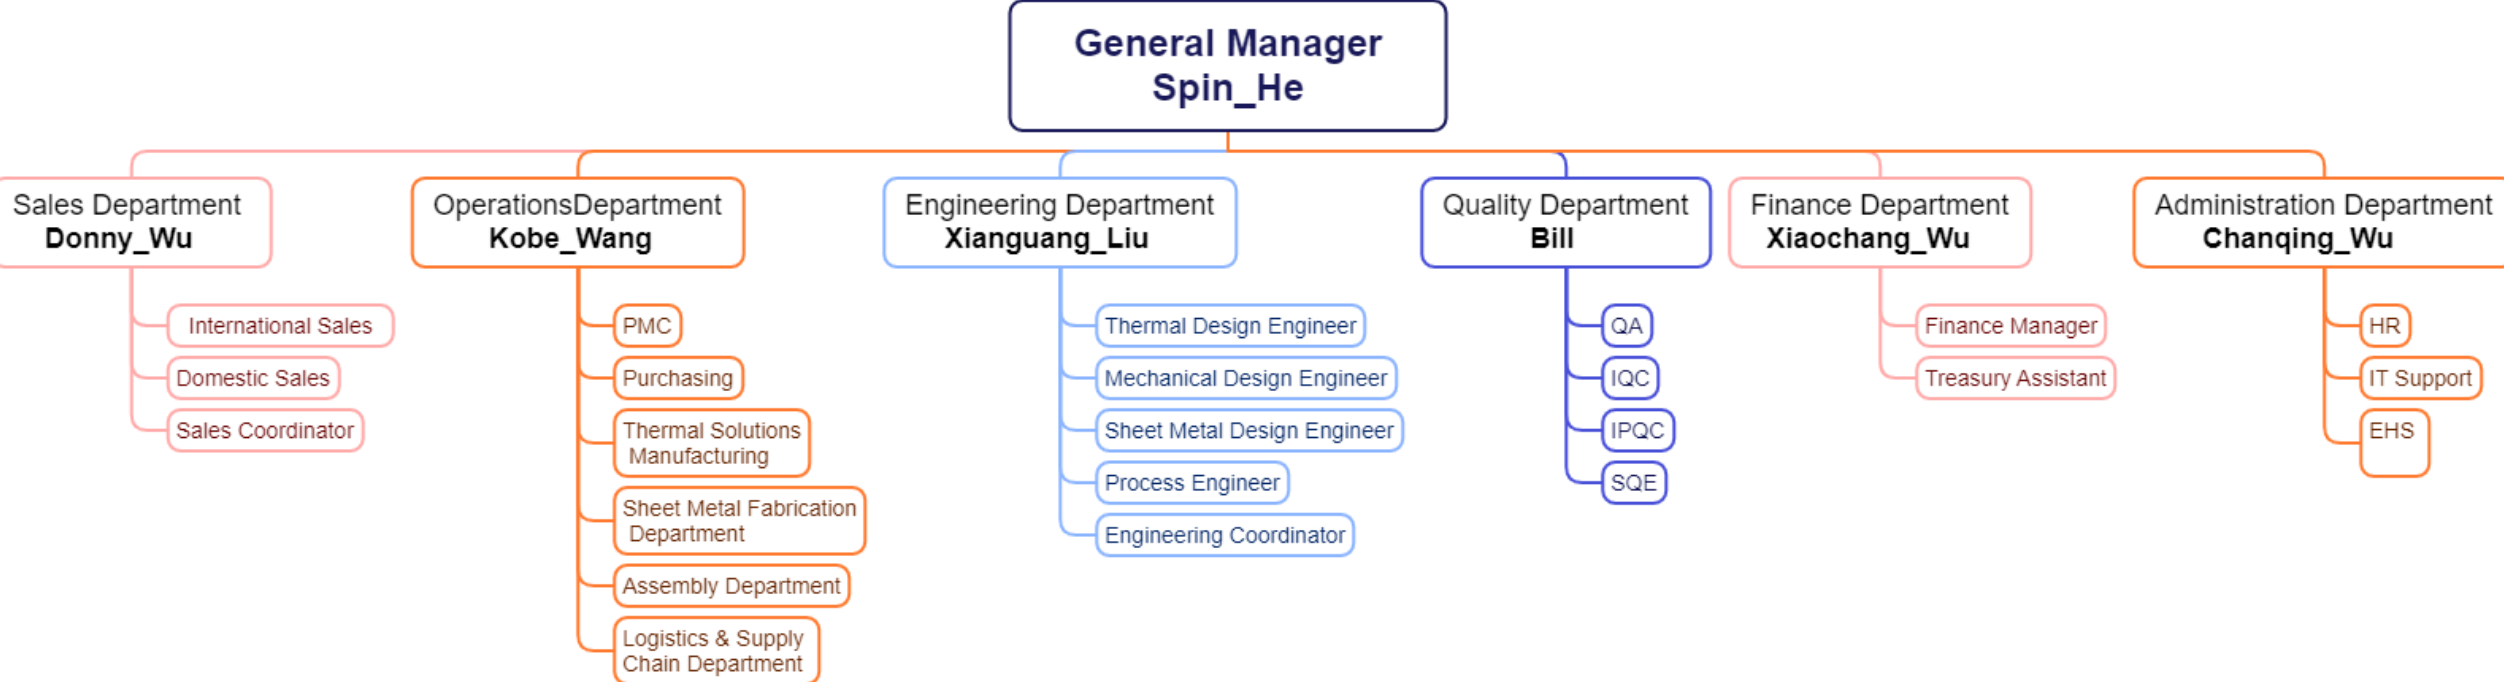 General Manager
Spin_He
Sales Department
Donny_Wu
International Sales
Domestic Sales
Sales Coordinator
OperationsDepartment
Kobe_Wang
PMC
Purchasing
Thermal Solutions
Manufacturing
Sheet Metal Fabrication
Department
Assembly Department
Logistics & Supply
Chain Department
Engineering Department
Xianguang_Liu
Thermal Design Engineer
Mechanical Design Engineer
Sheet Metal Design Engineer
Process Engineer
Engineering Coordinator
Quality Department
Bill
QA
IQC
IPQC
SQE
Finance Department
Xiaochang_Wu
Finance Manager
Treasury Assistant
Administration Department
Chanqing_Wu
HR
IT Support
EHS